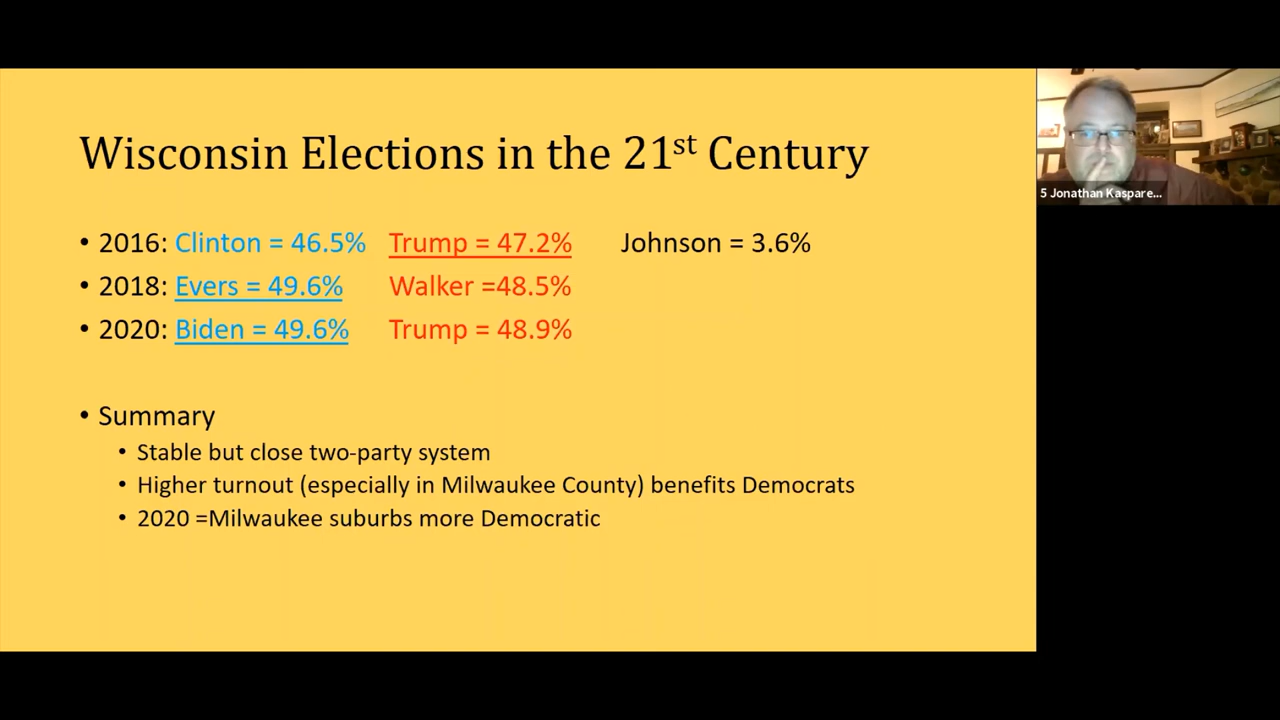 Wisconsin Elections in the 21st Century
• 2016: Clinton = 46.5% Trump = 47.2% Johnson = 3.6%
• 2018: Evers = 49.6% Walker =48.5%
• 2020: Biden = 49.6% Trump = 48.9%
• Summary
• Stable but close two-party system
• Higher turnout (especially in Milwaukee County) benefits Democrats
• 2020 =Milwaukee suburbs more Democratic
5 Jonathan Kaspare...